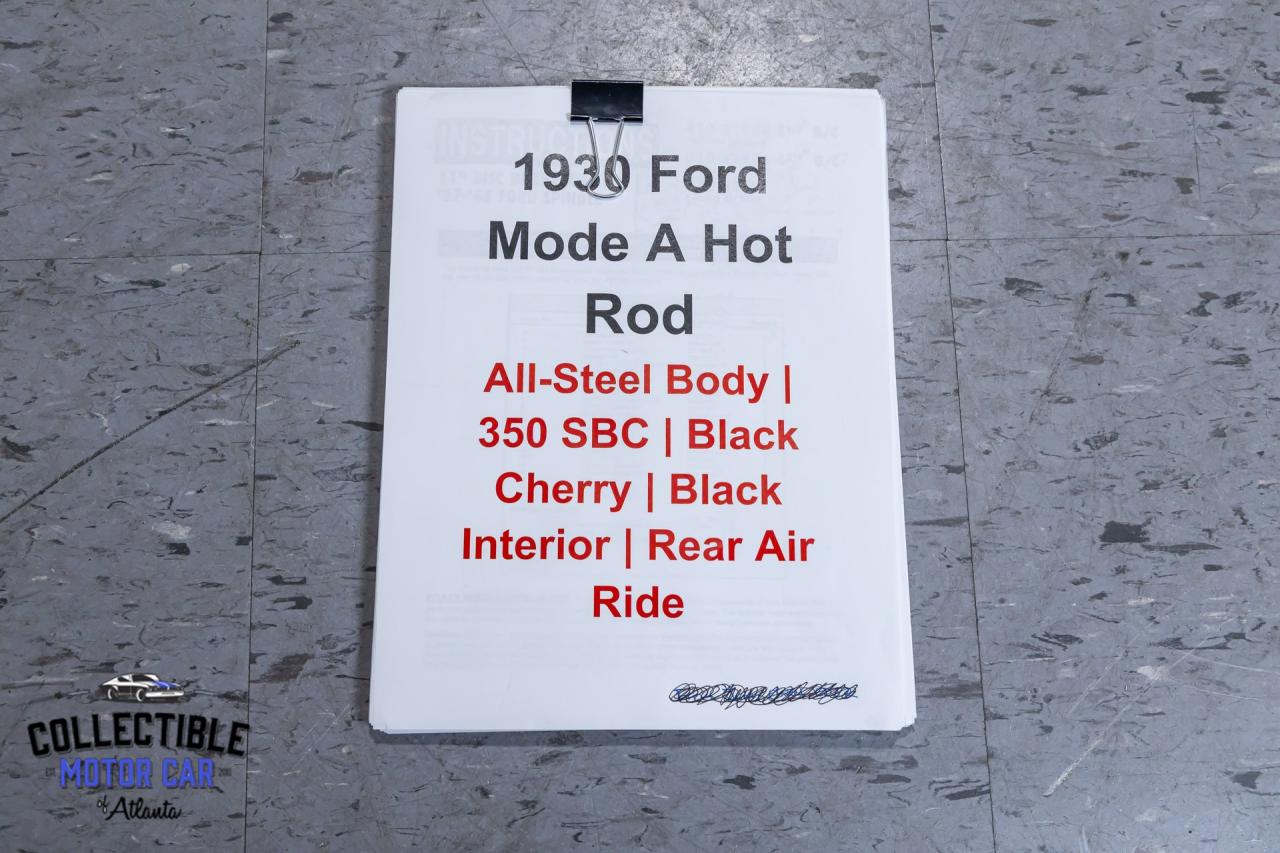 INSTRUCTIONS
1930 Ford
Mode A Hot
Rod
All-Steel Body |
350 SBC | Black
Cherry | Black
Interior | Rear Air
Ride
COLLECTIBLE
MOTOR CAR
of Atlanta